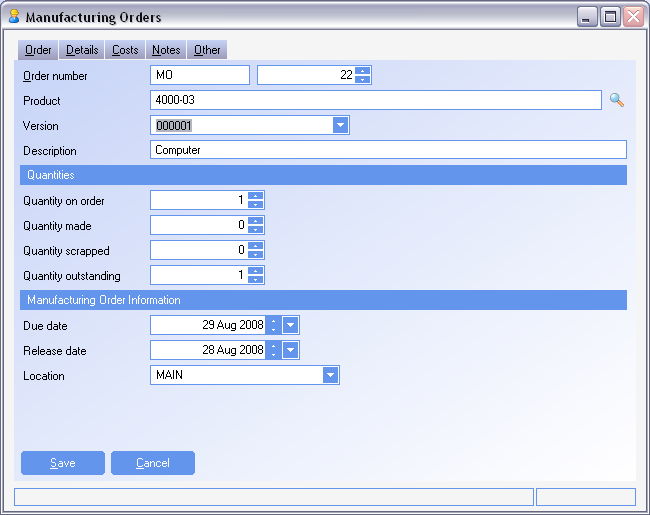 Manufacturing Orders
Order Details Costs Notes Other
Order number MO 22
Product 4000-03
Version 000001
Description Computer
Quantities
Quantity on order 1
Quantity made 0
Quantity scrapped 0
Quantity outstanding 1
Manufacturing Order Information
Due date 29 Aug 2008
Release date 28 Aug 2008
Location MAIN
Save Cancel